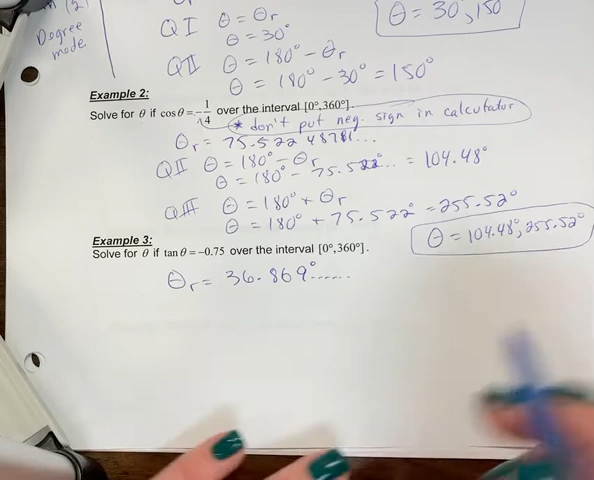 Degree
mode
QI θ = θr
θ = 30°
QII θ = 180° - θr
θ = 180° - 30° = 150°
θ = 30°, 150
Example 2:
Solve for θ if cos θ = -1/4 over the interval [0°,360°].
* don't put neg. sign in calculator
θr = 75.522 48781...
QII θ = 180° - θr
θ = 180° - 75.522°... = 104.48°
QIII θ = 180° + θr
θ = 180° + 75.522° = 255.52°
θ = 104.48°, 255.52°
Example 3:
Solve for θ if tan θ = -0.75 over the interval [0°,360°].
θr = 36.869°......